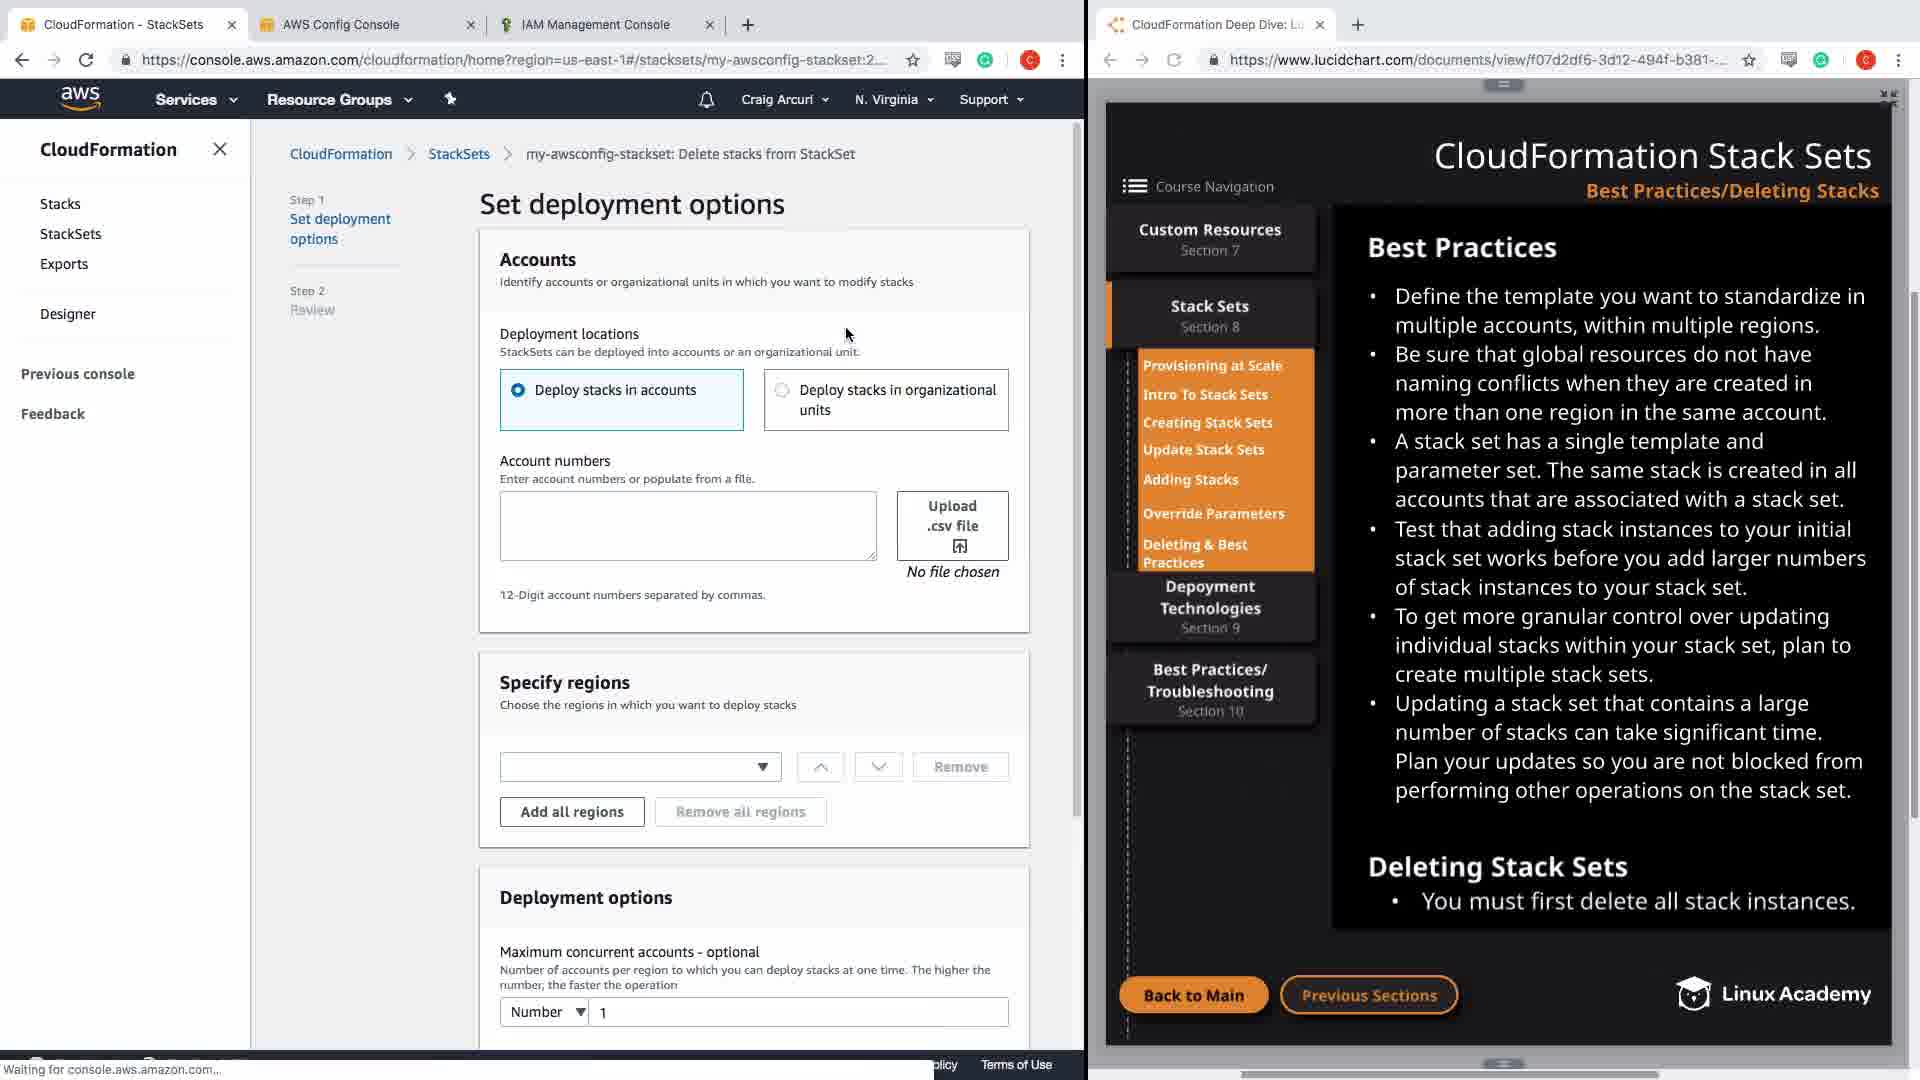 CloudFormation - StackSets
AWS Config Console
IAM Management Console
https://console.aws.amazon.com/cloudformation/home?region=us-east-1#/stacksets/my-awsconfig-stackset:2...
C
aws
Services
Resource Groups
Craig Arcuri
N. Virginia
Support
CloudFormation
Stacks
StackSets
Exports
Designer
Previous console
Feedback
CloudFormation
StackSets
my-awsconfig-stackset: Delete stacks from StackSet
Step 1
Set deployment
options
Step 2
Review
Set deployment options
Accounts
Identify accounts or organizational units in which you want to modify stacks
Deployment locations
StackSets can be deployed into accounts or an organizational unit.
Deploy stacks in accounts
Deploy stacks in organizational
units
Account numbers
Enter account numbers or populate from a file.
Upload
.csv file
No file chosen
12-Digit account numbers separated by commas.
Specify regions
Choose the regions in which you want to deploy stacks
Remove
Add all regions
Remove all regions
Deployment options
Maximum concurrent accounts - optional
Number of accounts per region to which you can deploy stacks at one time. The higher the
number, the faster the operation
Number
1
Waiting for console.aws.amazon.com...
Terms of Use
CloudFormation Deep Dive: Lu
https://www.lucidchart.com/documents/view/f07d2df6-3d12-494f-b381-...
C
CloudFormation Stack Sets
Best Practices/Deleting Stacks
Course Navigation
Custom Resources
Section 7
Stack Sets
Section 8
Provisioning at Scale
Intro To Stack Sets
Creating Stack Sets
Update Stack Sets
Adding Stacks
Override Parameters
Deleting & Best
Practices
Depoyment
Technologies
Section 9
Best Practices/
Troubleshooting
Section 10
Best Practices
• Define the template you want to standardize in
multiple accounts, within multiple regions.
• Be sure that global resources do not have
naming conflicts when they are created in
more than one region in the same account.
• A stack set has a single template and
parameter set. The same stack is created in all
accounts that are associated with a stack set.
• Test that adding stack instances to your initial
stack set works before you add larger numbers
of stack instances to your stack set.
• To get more granular control over updating
individual stacks within your stack set, plan to
create multiple stack sets.
• Updating a stack set that contains a large
number of stacks can take significant time.
Plan your updates so you are not blocked from
performing other operations on the stack set.
Deleting Stack Sets
• You must first delete all stack instances.
Back to Main
Previous Sections
Linux Academy